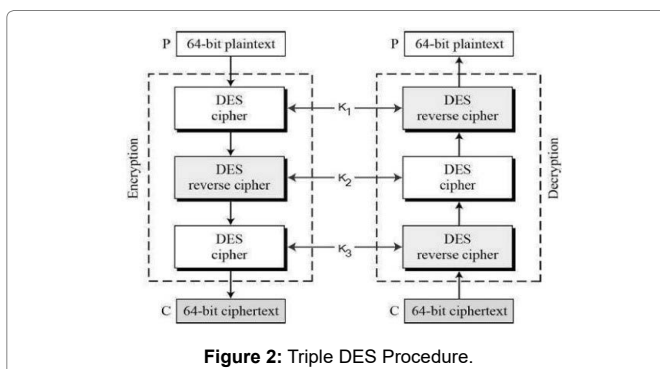 P 64-bit plaintext
DES
cipher
DES
reverse cipher
DES
cipher
Encryption
C 64-bit ciphertext
K1
K2
K3
P 64-bit plaintext
DES
reverse cipher
DES
cipher
DES
reverse cipher
Decryption
C 64-bit ciphertext
Figure 2: Triple DES Procedure.